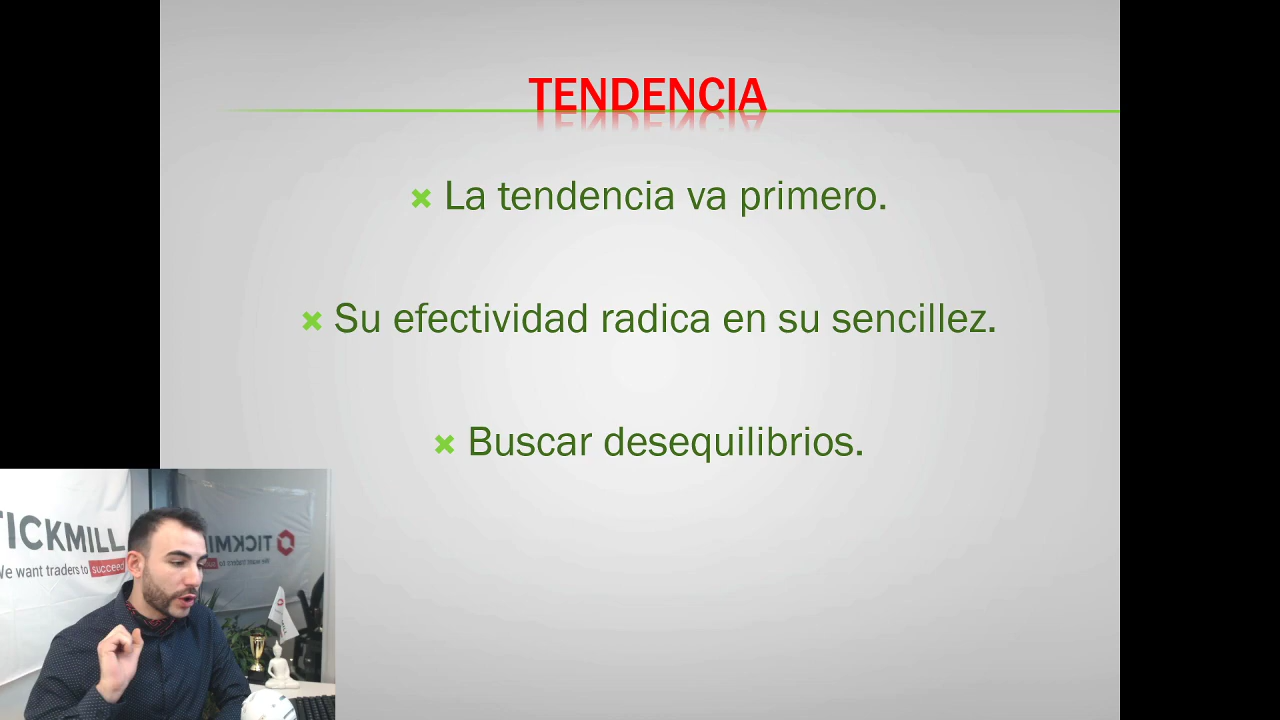 TENDENCIA
La tendencia va primero.
Su efectividad radica en su sencillez.
Buscar desequilibrios.
TICKMILL
We want traders to succeed
TICKMILL